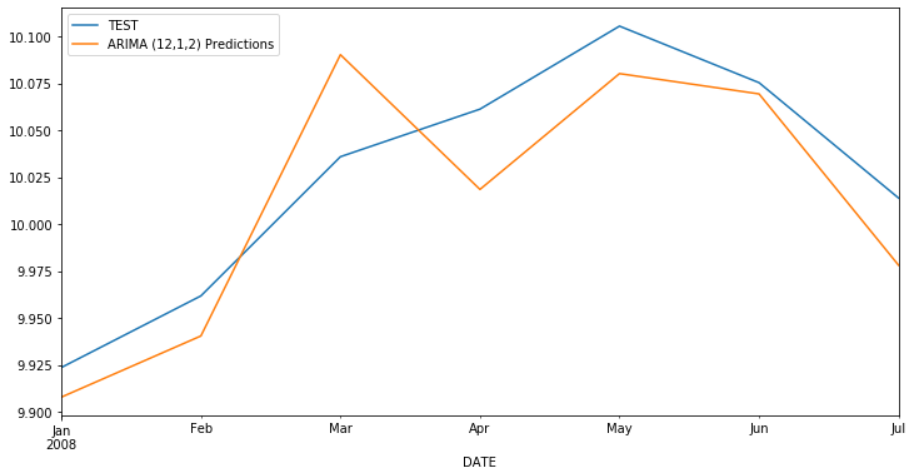 TEST
ARIMA (12,1,2) Predictions
10.100
10.075
10.050
10.025
10.000
9.975
9.950
9.925
9.900
Jan Feb Mar Apr May Jun Jul
2008
DATE